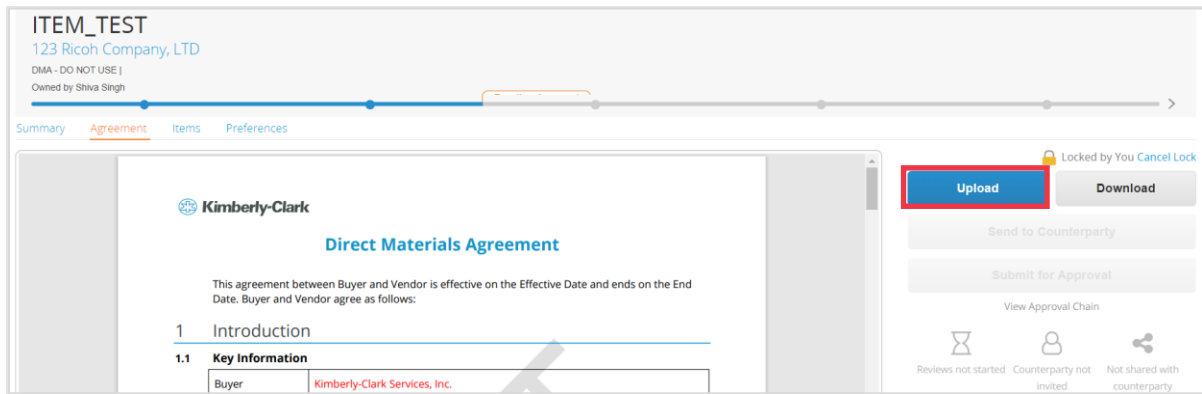 ITEM_TEST
123 Ricoh Company, LTD
DMA - DO NOT USE |
Owned by Shiva Singh
Summary Agreement Items Preferences
Locked by You Cancel Lock
Upload Download
Send to Counterparty
Submit for Approval
View Approval Chain
Reviews not started
Counterparty not
invited
Not shared with
counterparty
Kimberly-Clark
Direct Materials Agreement
This agreement between Buyer and Vendor is effective on the Effective Date and ends on the End
Date. Buyer and Vendor agree as follows:
1 Introduction
1.1 Key Information
Buyer Kimberly-Clark Services, Inc.